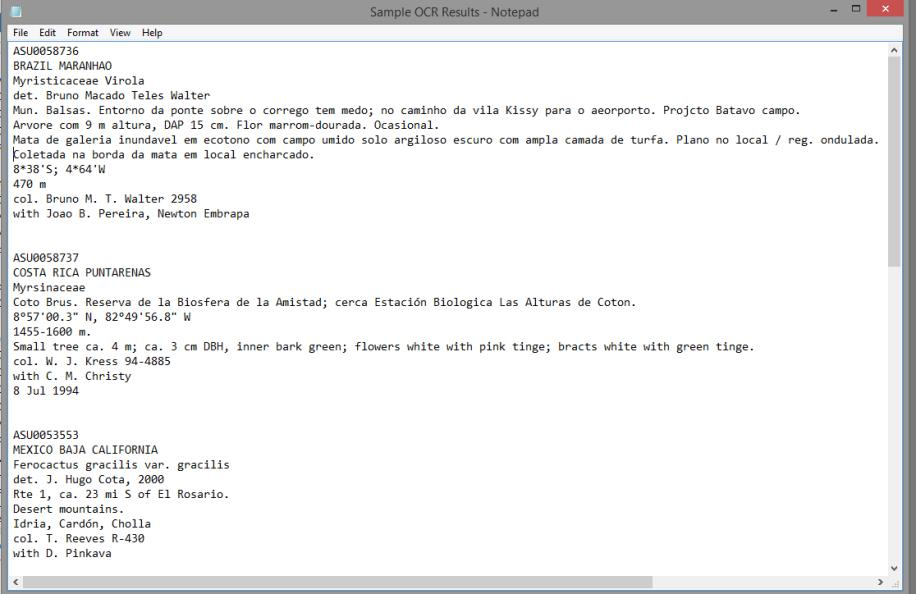 Sample OCR Results - Notepad
File Edit Format View Help
ASU0058736
BRAZIL MARANHAO
Myristicaceae Virola
det. Bruno Macado Teles Walter
Mun. Balsas. Entorno da ponte sobre o corrego tem medo; no caminho da vila Kissy para o aeorporto. Projcto Batavo campo.
Arvore com 9 m altura, DAP 15 cm. Flor marrom-dourada. Ocasional.
Mata de galeria inundavel em ecotono com campo umido solo argiloso escuro com ampla camada de turfa. Plano no local / reg. ondulada.
Coletada na borda da mata em local encharcado.
8*38'S; 4*64'W
470 m
col. Bruno M. T. Walter 2958
with Joao B. Pereira, Newton Embrapa
ASU0058737
COSTA RICA PUNTARENAS
Myrsinaceae
Coto Brus. Reserva de la Biosfera de la Amistad; cerca Estación Biologica Las Alturas de Coton.
8º57'00.3" N, 82º49'56.8" W
1455-1600 m.
Small tree ca. 4 m; ca. 3 cm DBH, inner bark green; flowers white with pink tinge; bracts white with green tinge.
col. W. J. Kress 94-4885
with C. M. Christy
8 Jul 1994
ASU0053553
MEXICO BAJA CALIFORNIA
Ferocactus gracilis var. gracilis
det. J. Hugo Cota, 2000
Rte 1, ca. 23 mi S of El Rosario.
Desert mountains.
Idria, Cardón, Cholla
col. T. Reeves R-430
with D. Pinkava